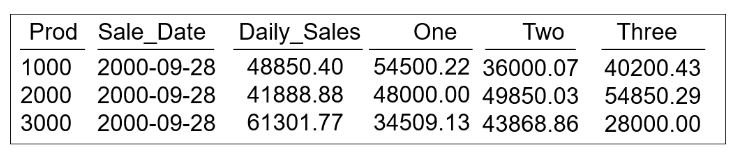 Prod Sale_Date Daily_Sales One Two Three
1000 2000-09-28 48850.40 54500.22 36000.07 40200.43
2000 2000-09-28 41888.88 48000.00 49850.03 54850.29
3000 2000-09-28 61301.77 34509.13 43868.86 28000.00